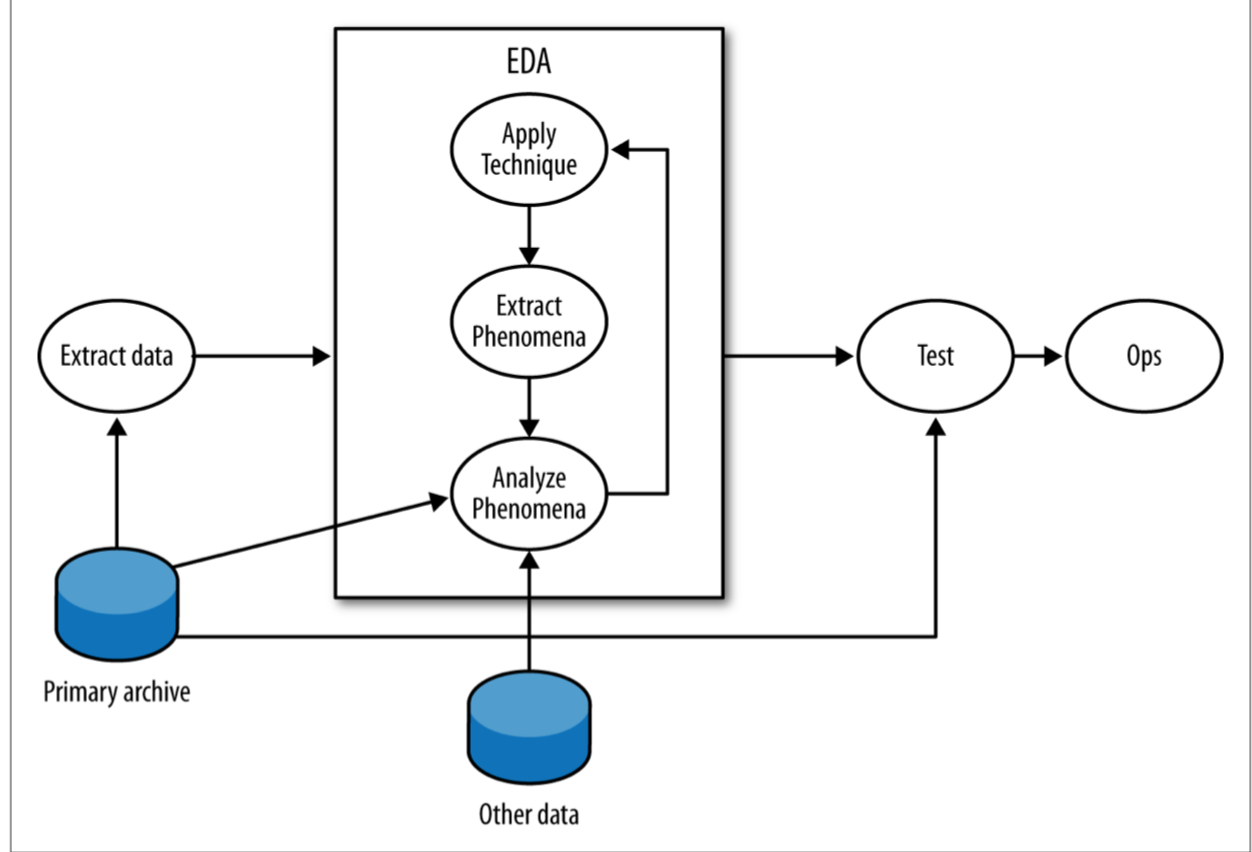 EDA
Apply
Technique
Extract
Phenomena
Analyze
Phenomena
Extract data
Test
Ops
Primary archive
Other data